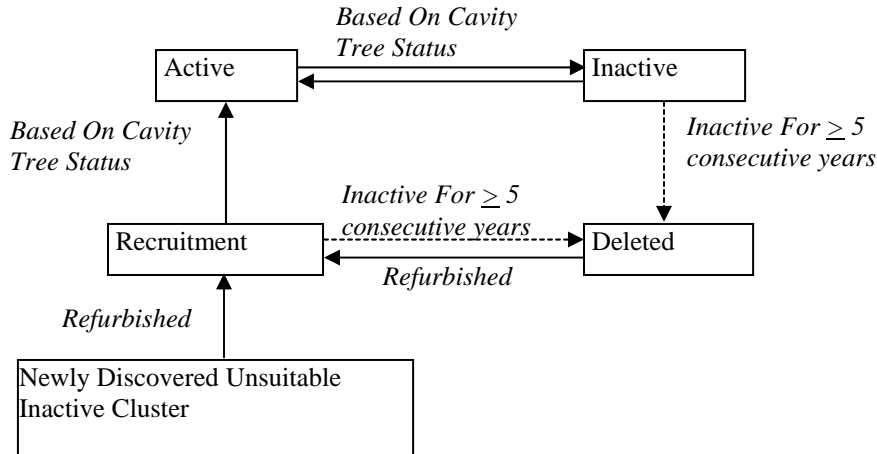 Based On Cavity
Tree Status
Active
Inactive
Based On Cavity
Tree Status
Inactive For ≥ 5
consecutive years
Inactive For ≥ 5
consecutive years
Recruitment
Deleted
Refurbished
Refurbished
Newly Discovered Unsuitable
Inactive Cluster